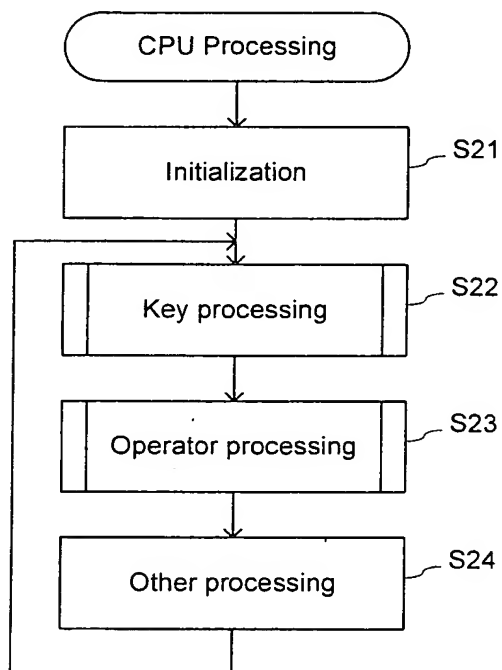 CPU Processing
Initialization
S21
Key processing
S22
Operator processing
S23
Other processing
S24